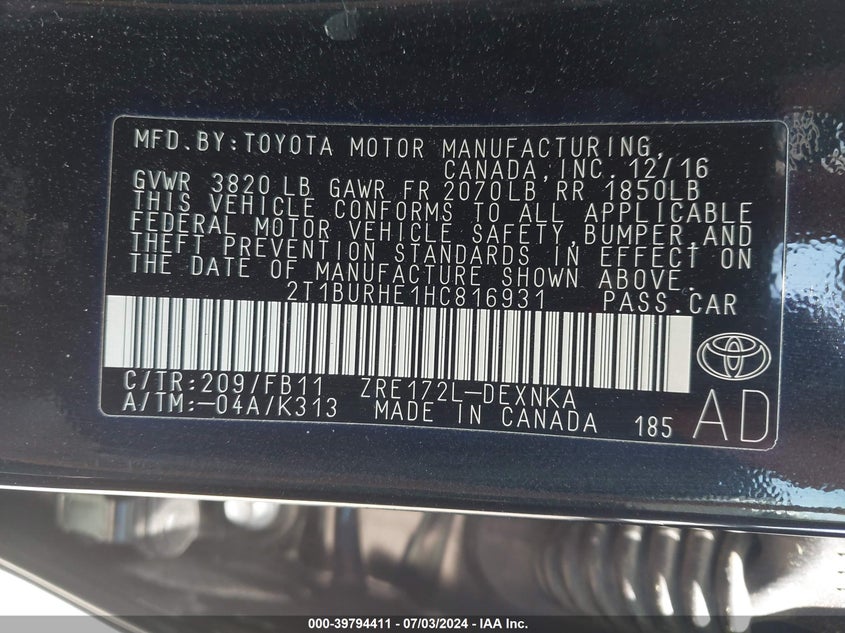 MFD.BY:TOYOTA MOTOR MANUFACTURING,
CANADA,INC. 12/16
GVWR 3820 LB GAWR FR 2070LB RR 1850LB
THIS VEHICLE CONFORMS TO ALL APPLICABLE
FEDERAL MOTOR VEHICLE SAFETY,BUMPER,AND
THEFT PREVENTION STANDARDS IN EFFECT ON
THE DATE OF MANUFACTURE SHOWN ABOVE.
2T1BURHE1HC816931 PASS.CAR
C/TR:209/FB11 ZRE172L-DEXNKA
A/TM:-04A/K313 MADE IN CANADA 185 AD
000-39794411 / 07/03/2024 - IAA Inc.